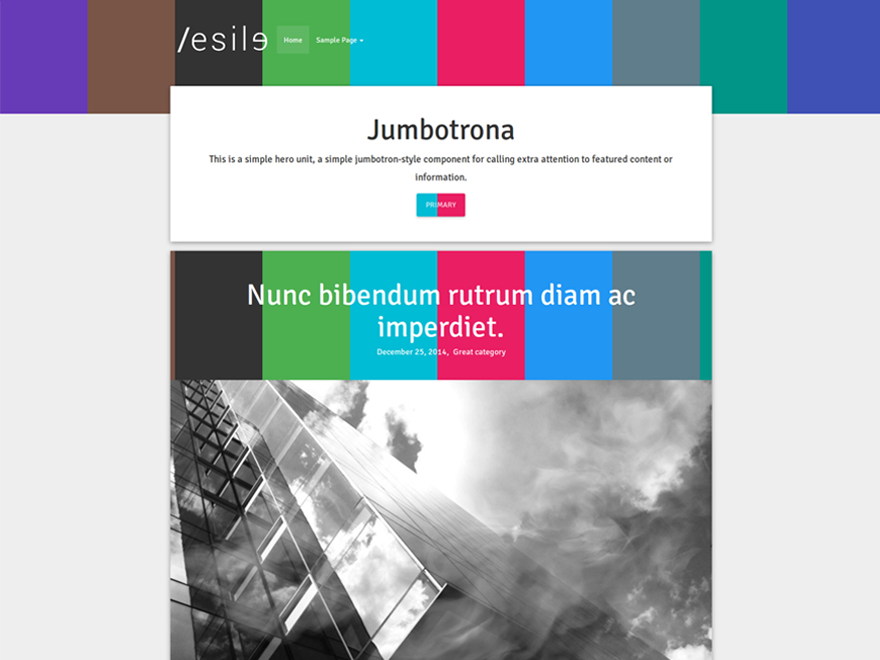 /esile
Home
Sample Page
Jumbotrona
This is a simple hero unit, a simple jumbotron-style component for calling extra attention to featured content or
information.
PRIMARY
Nunc bibendum rutrum diam ac
imperdiet.
December 25, 2014, Great category